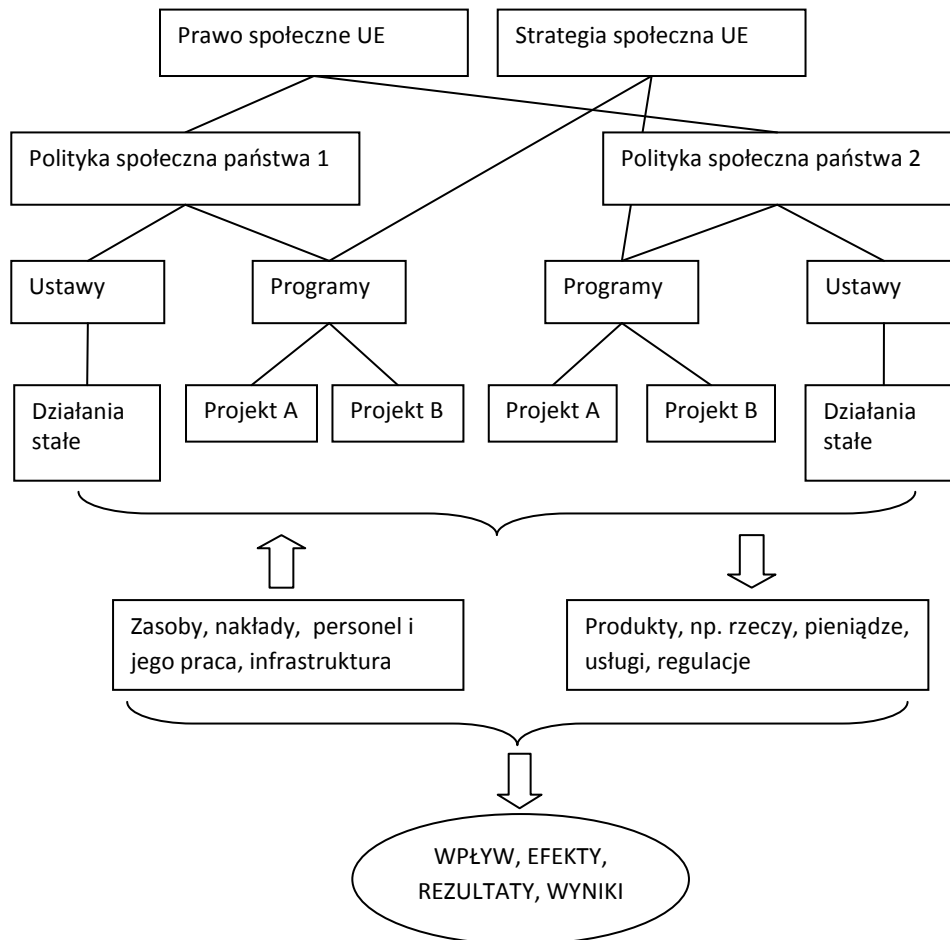 Prawo społeczne UE
Strategia społeczna UE
Polityka społeczna państwa 1
Polityka społeczna państwa 2
Ustawy
Programy
Programy
Ustawy
Działania
stałe
Projekt A
Projekt B
Projekt A
Projekt B
Działania
stałe
Zasoby, nakłady, personel i
jego praca, infrastruktura
Produkty, np. rzeczy, pieniądze,
usługi, regulacje
WPŁYW, EFEKTY,
REZULTATY, WYNIKI